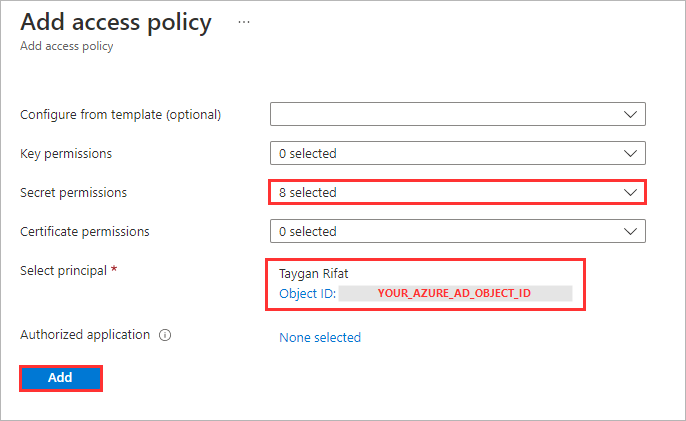 Add access policy ...
Add access policy
Configure from template (optional)
Key permissions 0 selected
Secret permissions 8 selected
Certificate permissions 0 selected
Select principal * Taygan Rifat
Object ID: YOUR_AZURE_AD_OBJECT_ID
Authorized application None selected
Add